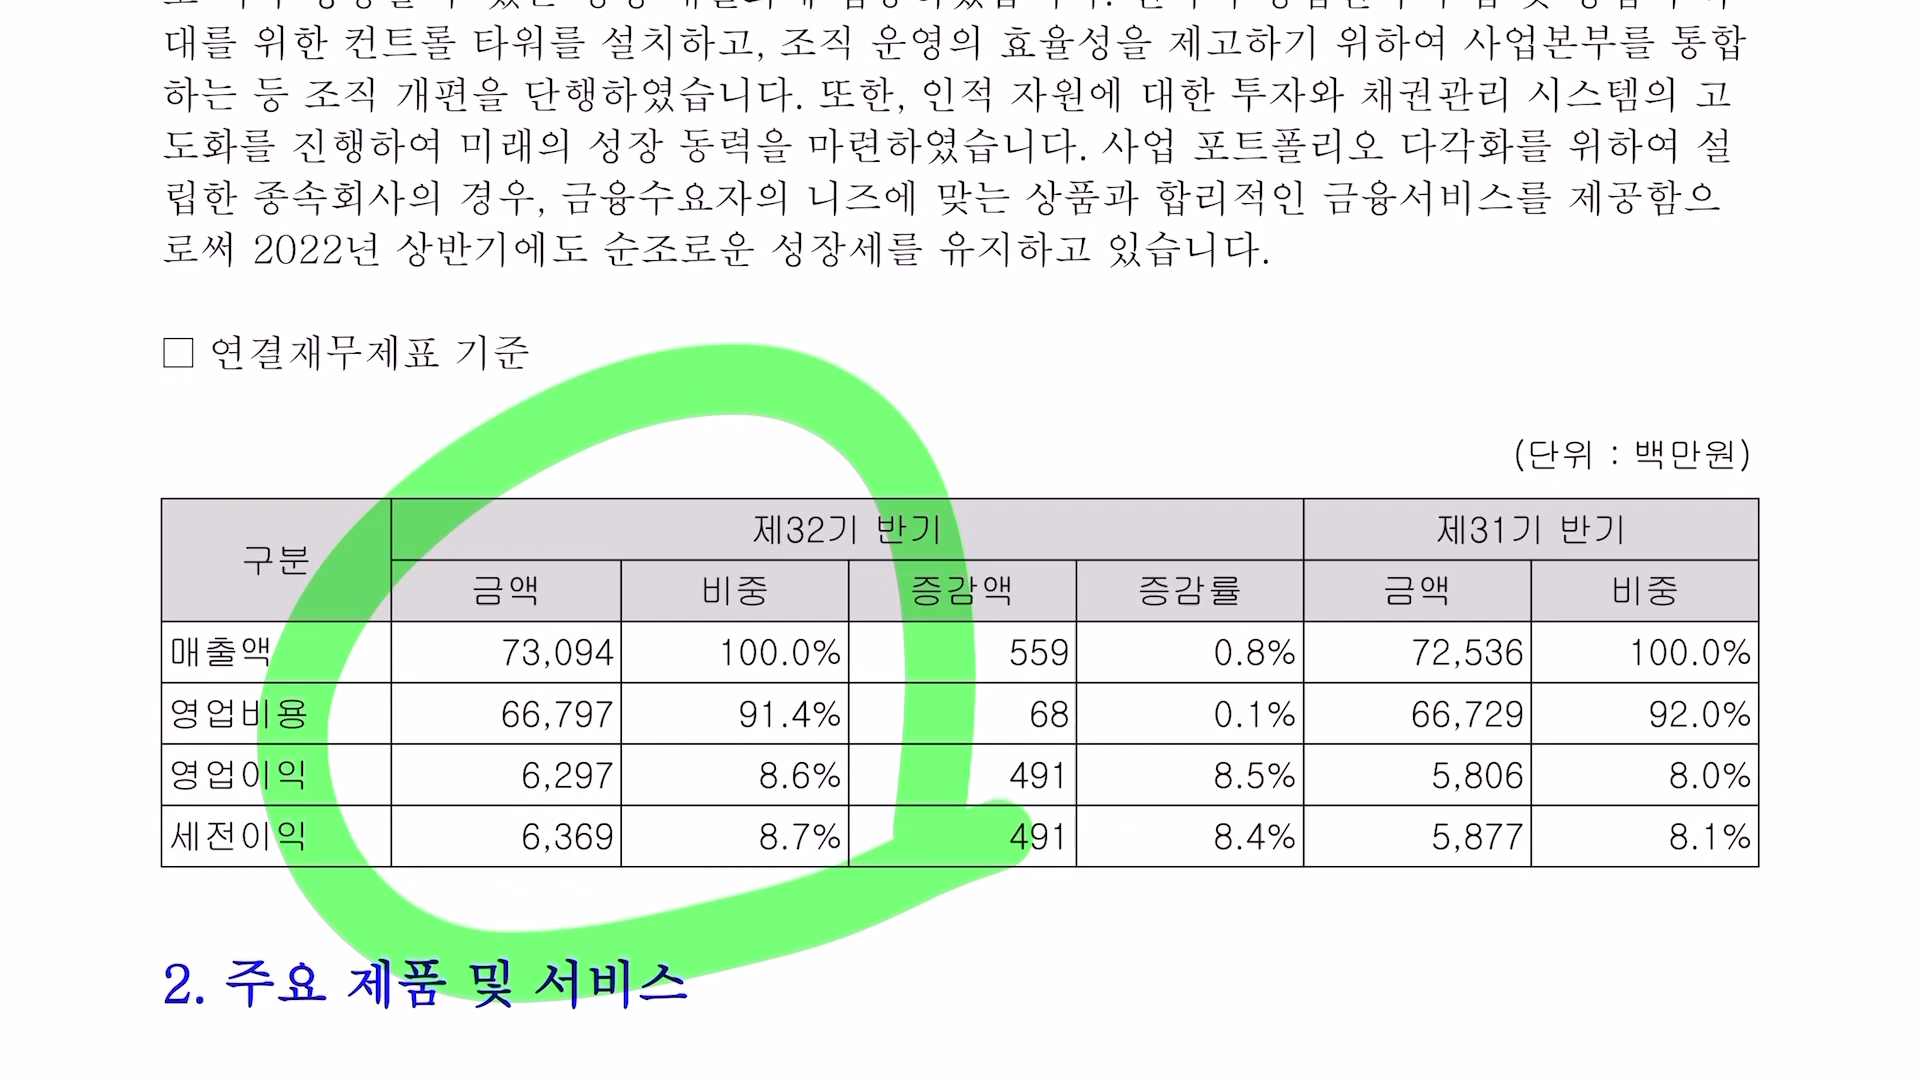 대를 위한 컨트롤 타워를 설치하고, 조직 운영의 효율성을 제고하기 위하여 사업본부를 통합
하는 등 조직 개편을 단행하였습니다. 또한, 인적 자원에 대한 투자와 채권관리 시스템의 고
도화를 진행하여 미래의 성장 동력을 마련하였습니다. 사업 포트폴리오 다각화를 위하여 설
립한 종속회사의 경우, 금융수요자의 니즈에 맞는 상품과 합리적인 금융서비스를 제공함으
로써 2022년 상반기에도 순조로운 성장세를 유지하고 있습니다.
□ 연결재무제표 기준
(단위 : 백만원)
구분 제32기 반기 제31기 반기
금액 비중 증감액 증감률 금액 비중
매출액 73,094 100.0% 559 0.8% 72,536 100.0%
영업비용 66,797 91.4% 68 0.1% 66,729 92.0%
영업이익 6,297 8.6% 491 8.5% 5,806 8.0%
세전이익 6,369 8.7% 491 8.4% 5,877 8.1%
2. 주요 제품 및 서비스